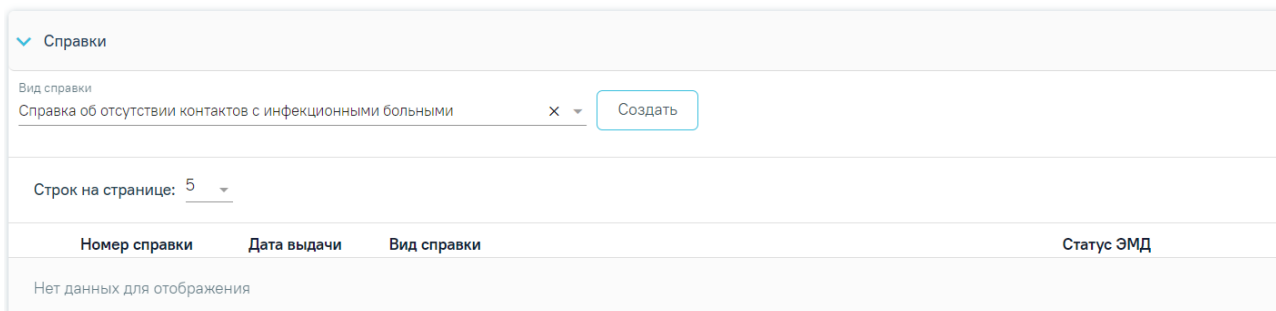 Справки
Вид справки
Справка об отсутствии контактов с инфекционными больными
Создать
Строк на странице: 5
Номер справки Дата выдачи Вид справки Статус ЭМД
Нет данных для отображения